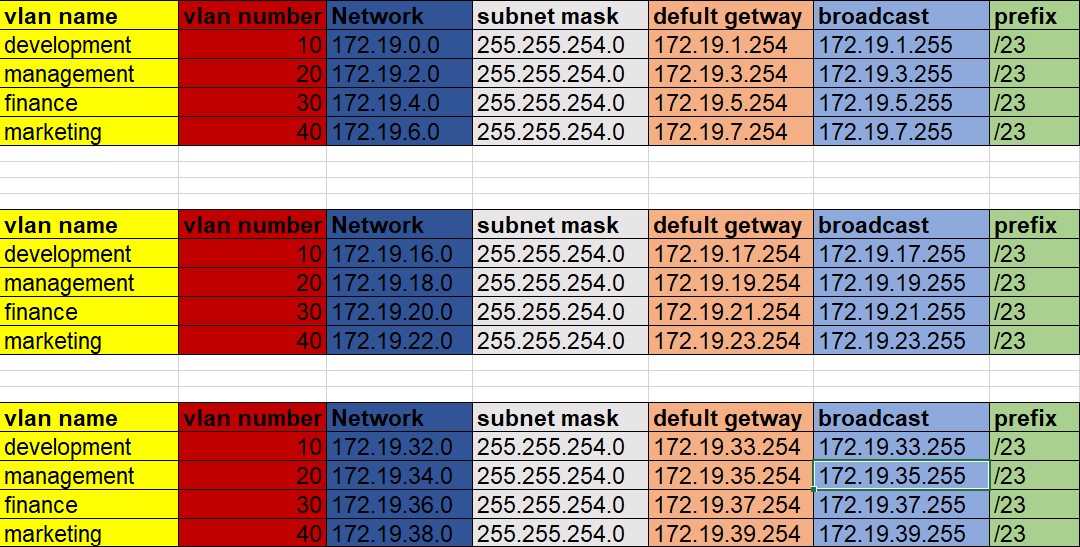 vlan name vlan number Network subnet mask defult getway broadcast prefix
development 10 172.19.0.0 255.255.254.0 172.19.1.254 172.19.1.255 /23
management 20 172.19.2.0 255.255.254.0 172.19.3.254 172.19.3.255 /23
finance 30 172.19.4.0 255.255.254.0 172.19.5.254 172.19.5.255 /23
marketing 40 172.19.6.0 255.255.254.0 172.19.7.254 172.19.7.255 /23
vlan name vlan number Network subnet mask defult getway broadcast prefix
development 10 172.19.16.0 255.255.254.0 172.19.17.254 172.19.17.255 /23
management 20 172.19.18.0 255.255.254.0 172.19.19.254 172.19.19.255 /23
finance 30 172.19.20.0 255.255.254.0 172.19.21.254 172.19.21.255 /23
marketing 40 172.19.22.0 255.255.254.0 172.19.23.254 172.19.23.255 /23
vlan name vlan number Network subnet mask defult getway broadcast prefix
development 10 172.19.32.0 255.255.254.0 172.19.33.254 172.19.33.255 /23
management 20 172.19.34.0 255.255.254.0 172.19.35.254 172.19.35.255 /23
finance 30 172.19.36.0 255.255.254.0 172.19.37.254 172.19.37.255 /23
marketing 40 172.19.38.0 255.255.254.0 172.19.39.254 172.19.39.255 /23